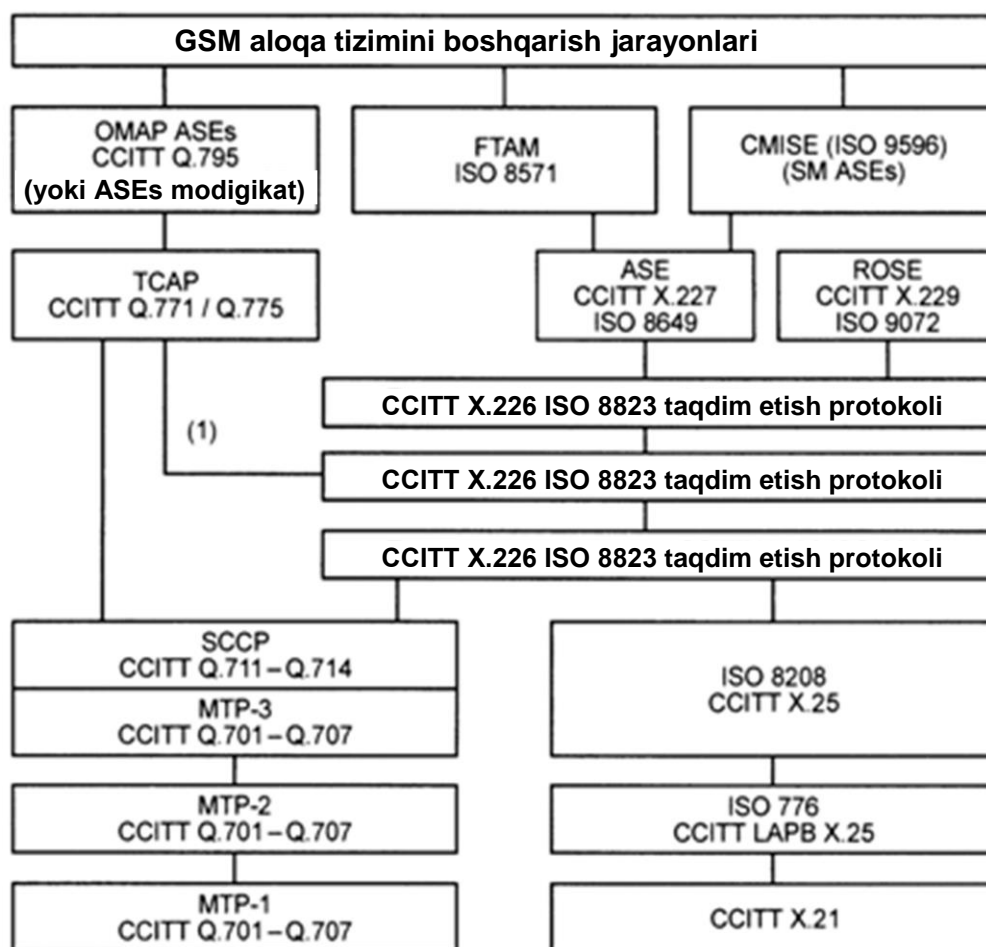 GSM aloqa tizimini boshqarish jarayonlari
OMAP ASEs
CCITT Q.795
(yoki ASEs modigikat)
FTAM
ISO 8571
CMISE (ISO 9596)
(SM ASEs)
TCAP
CCITT Q.771 / Q.775
ASE
CCITT X.227
ISO 8649
ROSE
CCITT X.229
ISO 9072
CCITT X.226 ISO 8823 taqdim etish protokoli
(1)
CCITT X.226 ISO 8823 taqdim etish protokoli
CCITT X.226 ISO 8823 taqdim etish protokoli
SCCP
CCITT Q.711 – Q.714
MTP-3
CCITT Q.701 – Q.707
ISO 8208
CCITT X.25
MTP-2
CCITT Q.701 – Q.707
ISO 776
CCITT LAPB X.25
MTP-1
CCITT Q.701 – Q.707
CCITT X.21